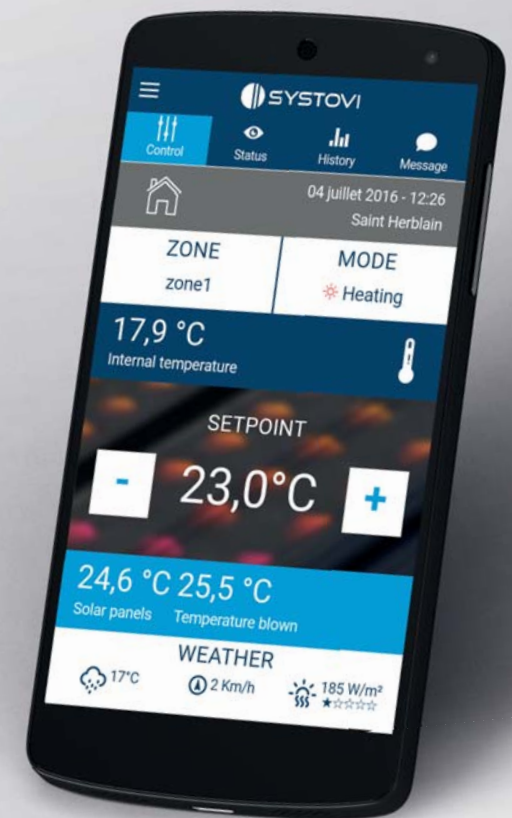 SYSTOVI
Control Status History Message
04 juillet 2016 - 12:26
Saint Herblain
ZONE MODE
zone1 Heating
17,9 °C
Internal temperature
SETPOINT
- 23,0°C +
24,6 °C 25,5 °C
Solar panels Temperature blown
WEATHER
17°C 2 Km/h 185 W/m²
★☆☆☆☆